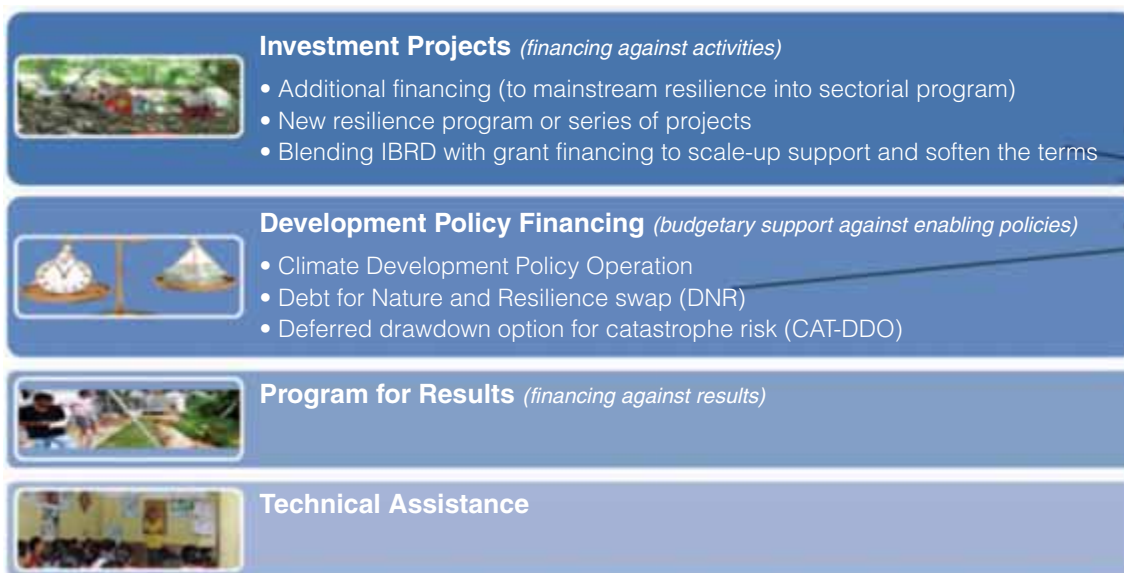 Investment Projects (financing against activities)
• Additional financing (to mainstream resilience into sectorial program)
• New resilience program or series of projects
• Blending IBRD with grant financing to scale-up support and soften the terms
Development Policy Financing (budgetary support against enabling policies)
• Climate Development Policy Operation
• Debt for Nature and Resilience swap (DNR)
• Deferred drawdown option for catastrophe risk (CAT-DDO)
Program for Results (financing against results)
Technical Assistance